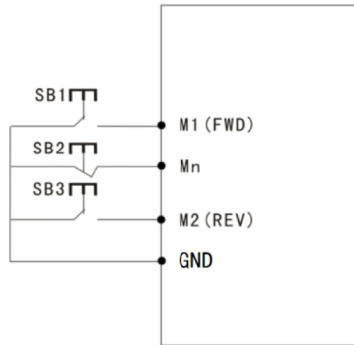 SB1
M1(FWD)
SB2
Mn
SB3
M2(REV)
GND